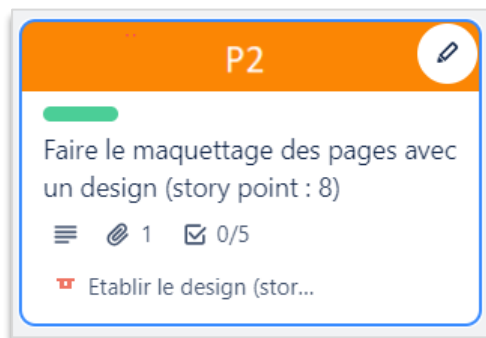 P2
Faire le maquettage des pages avec
un design (story point : 8)
1 0/5
Etablir le design (stor...